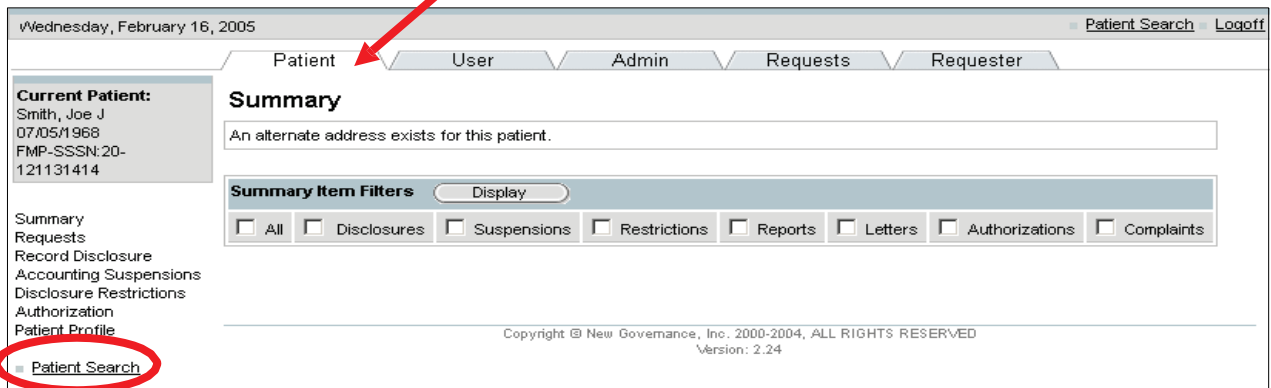 Wednesday, February 16, 2005 Patient Search Logoff
Patient User Admin Requests Requester
Current Patient:
Smith, Joe J
07/05/1968
FMP-SSSN:20-
121131414
Summary
An alternate address exists for this patient.
Summary Item Filters Display
All Disclosures Suspensions Restrictions Reports Letters Authorizations Complaints
Summary
Requests
Record Disclosure
Accounting Suspensions
Disclosure Restrictions
Authorization
Patient Profile
Patient Search
Copyright © New Governance, Inc. 2000-2004, ALL RIGHTS RESERVED
Version: 2.24